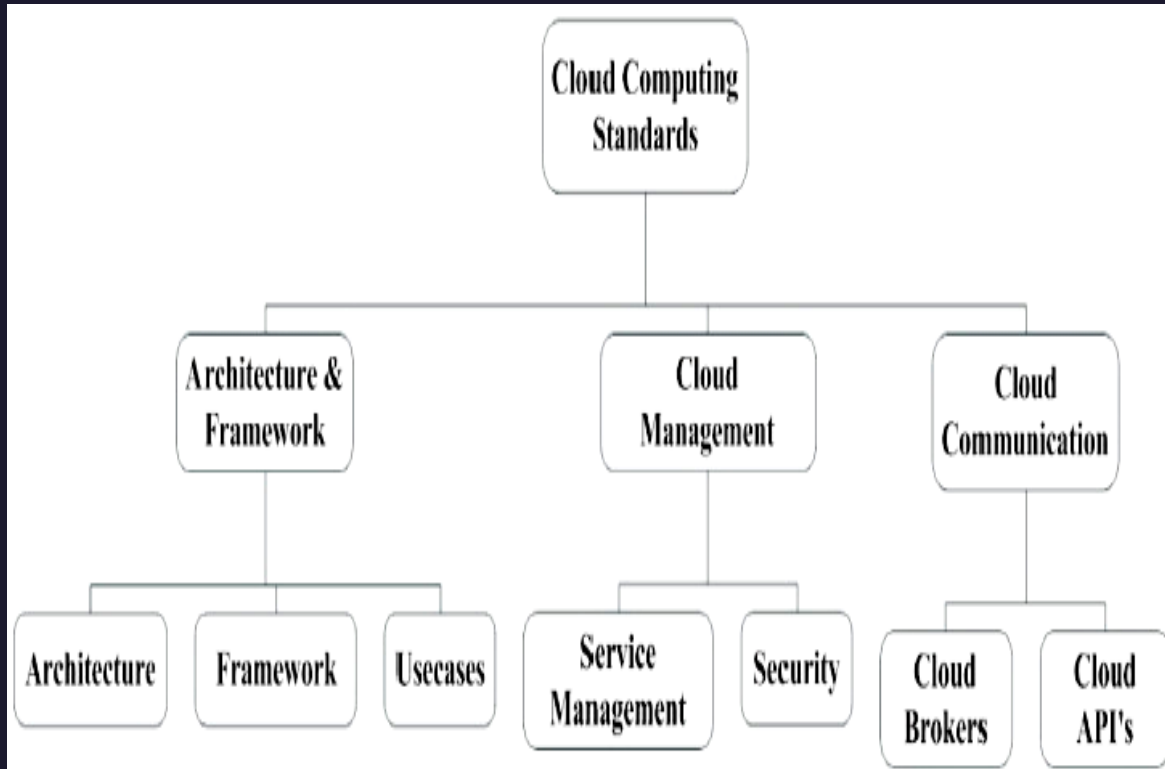 Cloud Computing
Standards
Architecture &
Framework
Cloud
Management
Cloud
Communication
Architecture
Framework
Usecases
Service
Management
Security
Cloud
Brokers
Cloud
API's